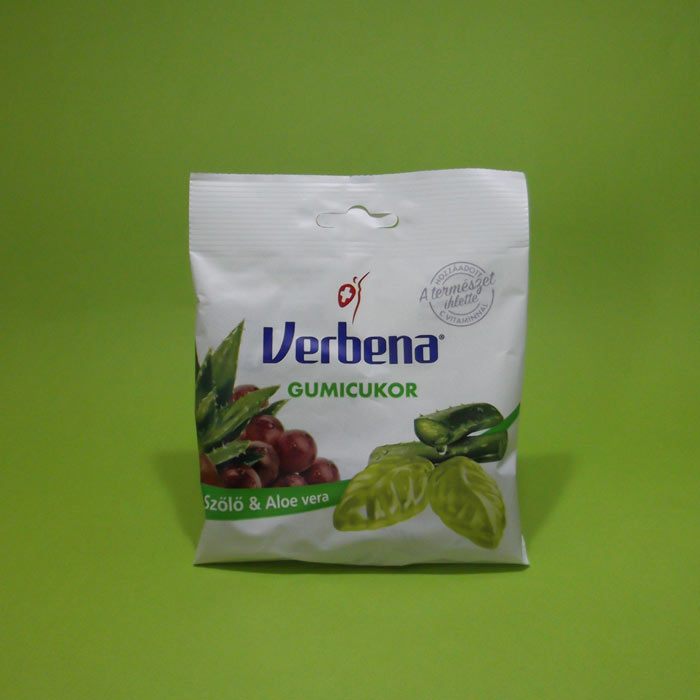 HOZZÁADOTT
A természet
ihlette
C VITAMINNAL
Verbena®
GUMICUKOR
Szőlő & Aloe vera